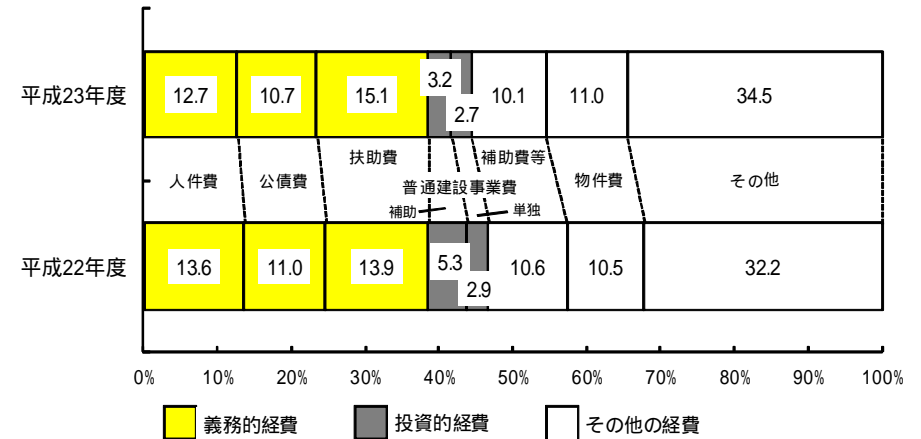 平成23年度
12.7 10.7 15.1 3.2 2.7 10.1 11.0 34.5
人件費 公債費 扶助費 普通建設事業費 補助費等 物件費 その他
補助 単独
平成22年度
13.6 11.0 13.9 5.3 2.9 10.6 10.5 32.2
0% 10% 20% 30% 40% 50% 60% 70% 80% 90% 100%
義務的経費 投資的経費 その他の経費